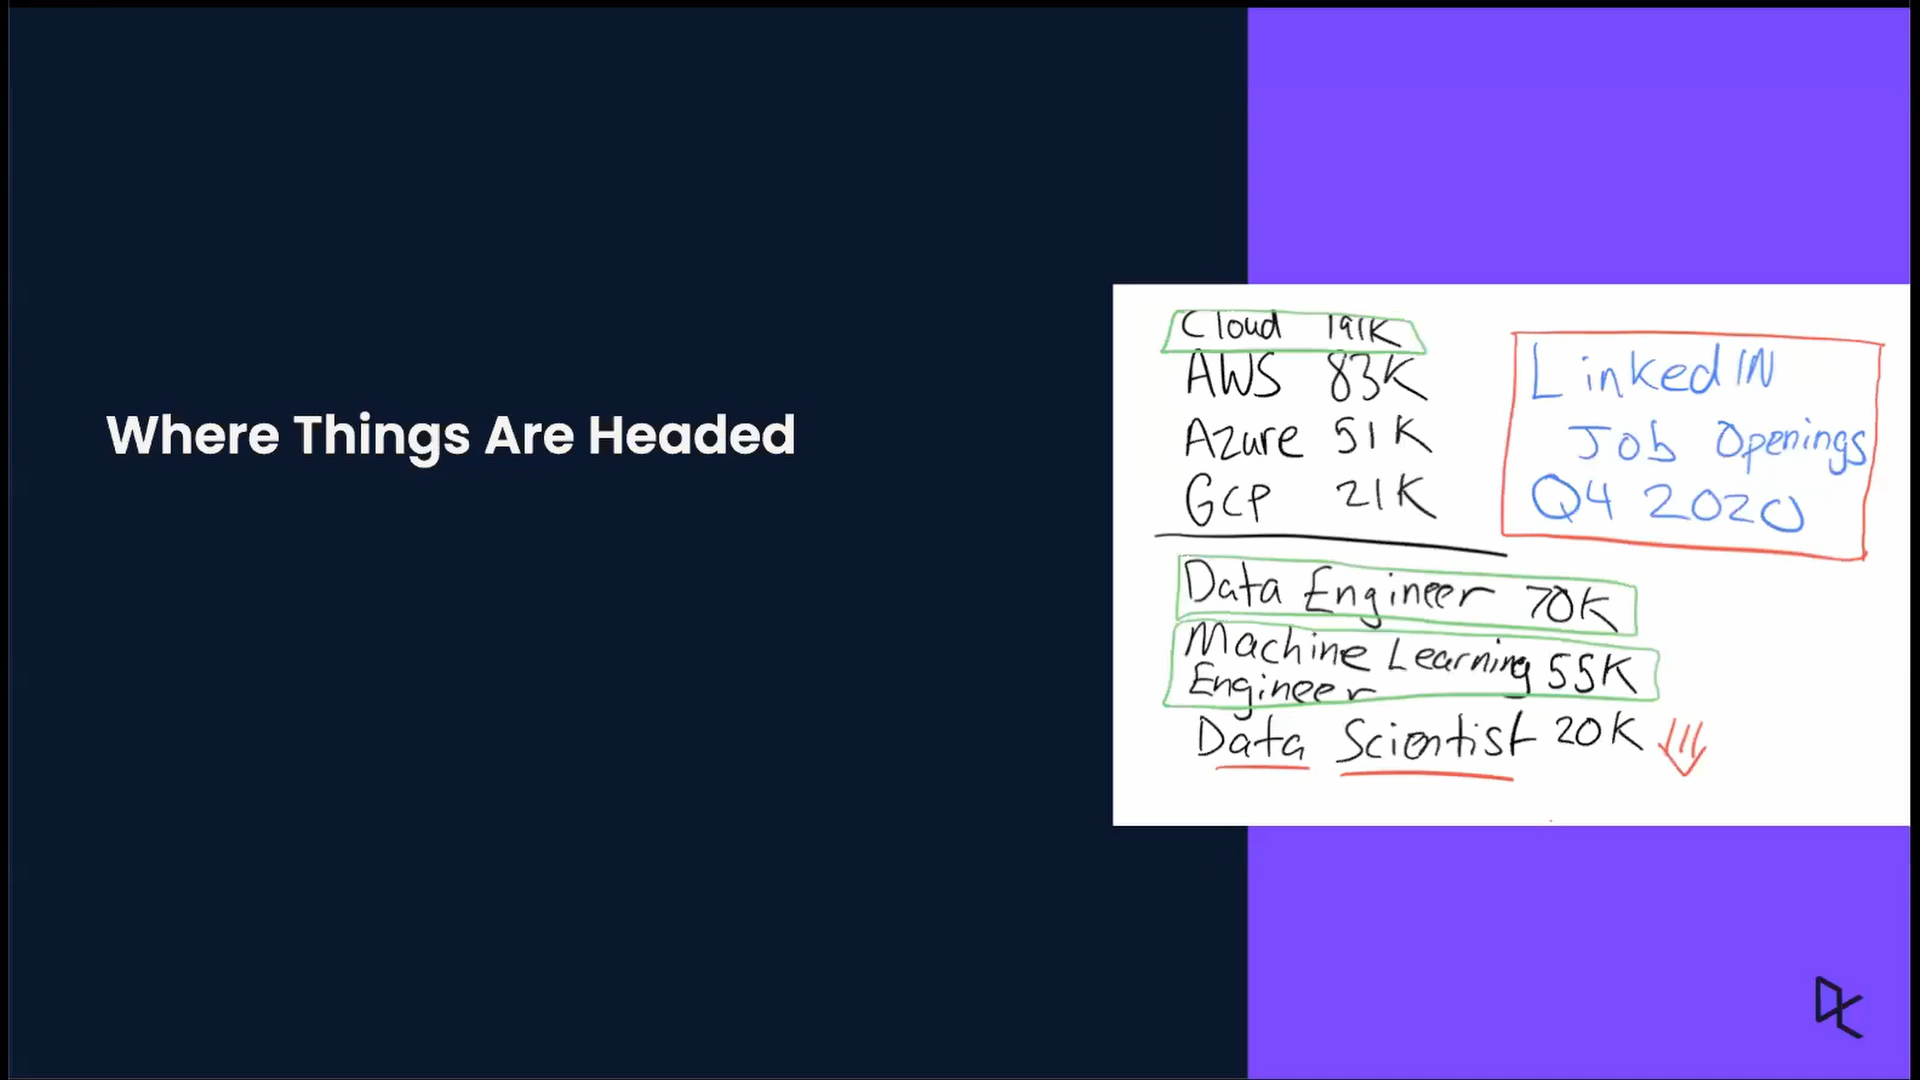 Where Things Are Headed
Cloud 191K
AWS 83K
Azure 51K
GCP 21K
LinkedIN
Job Openings
Q4 2020
Data Engineer 70K
Machine Learning 55K
Engineer
Data Scientist 20K